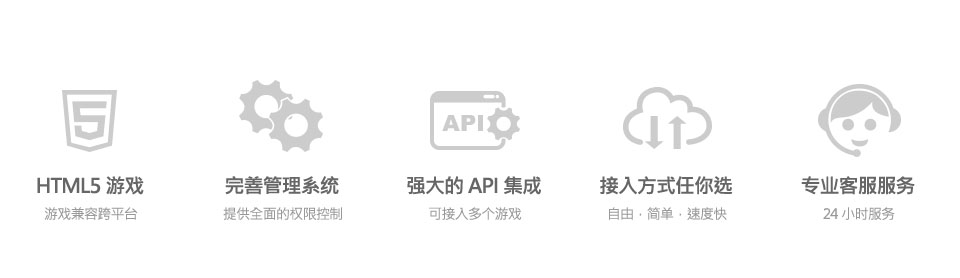 5
API
HTML5 游戏
完善管理系统
强大的 API 集成
接入方式任你选
专业客服服务
游戏兼容跨平台
提供全面的权限控制
可接入多个游戏
自由 · 简单 · 速度快
24 小时服务